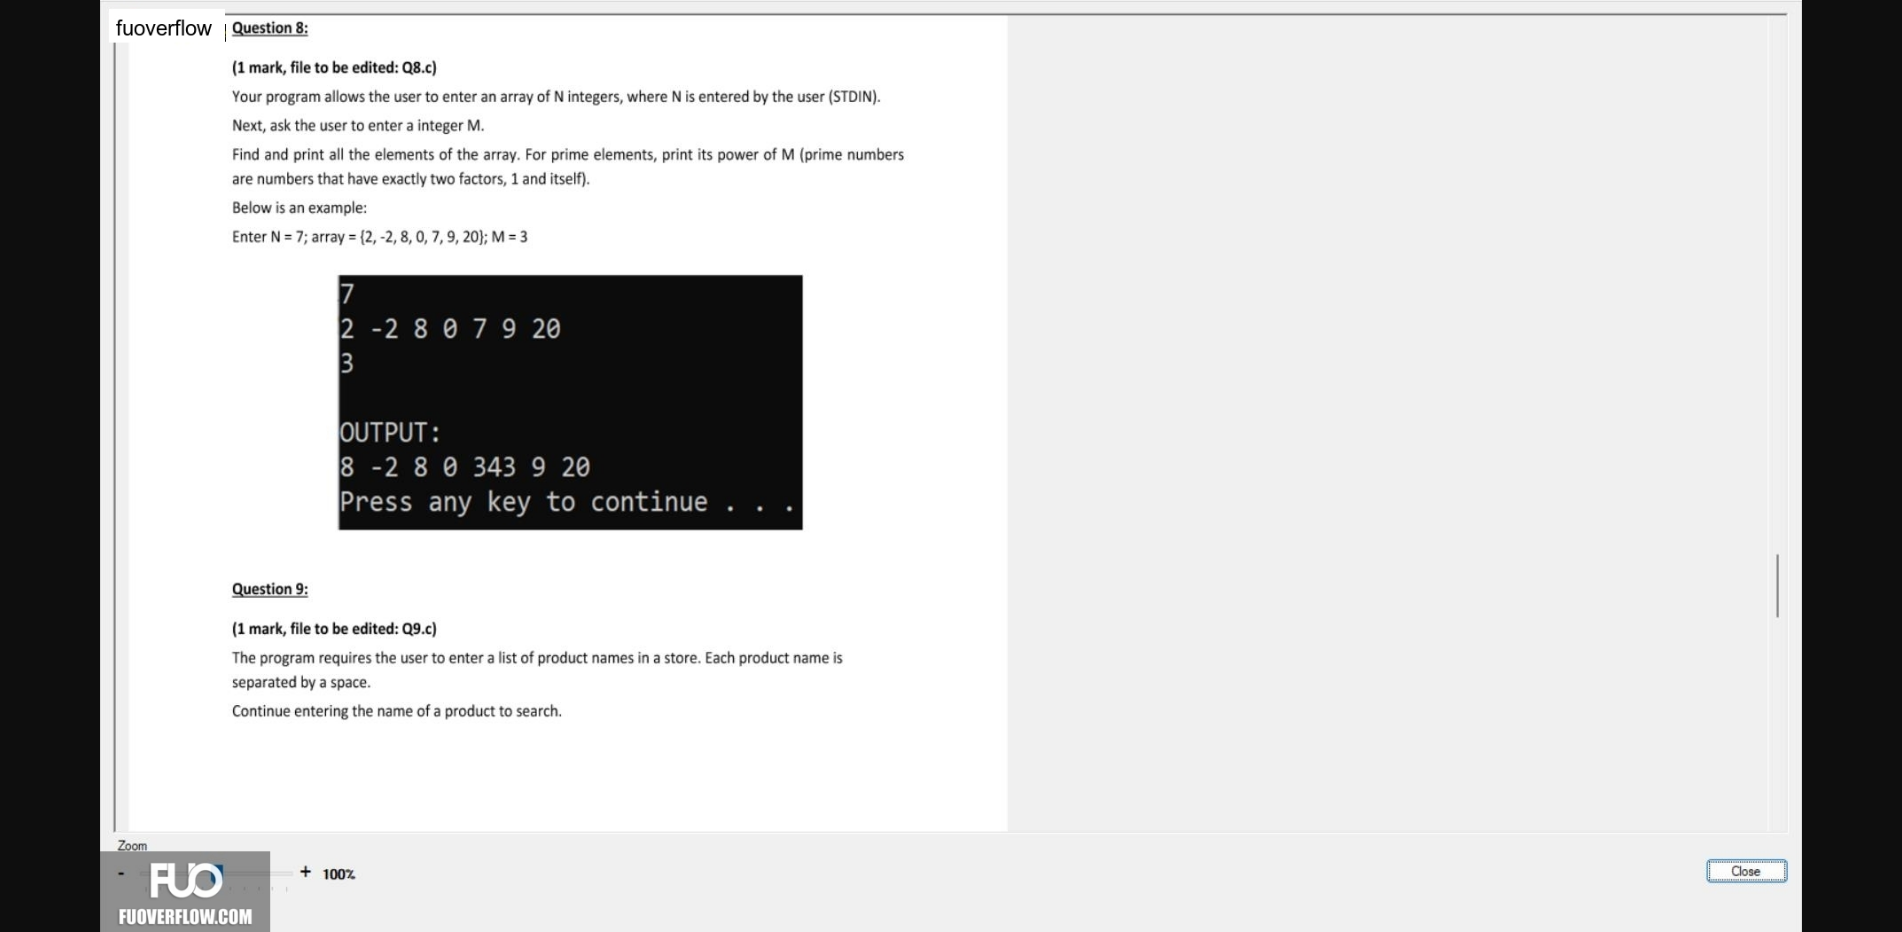 fuoverflow
Question 8:
(1 mark, file to be edited: Q8.c)
Your program allows the user to enter an array of N integers, where N is entered by the user (STDIN).
Next, ask the user to enter a integer M.
Find and print all the elements of the array. For prime elements, print its power of M (prime numbers
are numbers that have exactly two factors, 1 and itself).
Below is an example:
Enter N = 7; array = {2, -2, 8, 0, 7, 9, 20}; M = 3
7
2 -2 8 0 7 9 20
3
OUTPUT:
8 -2 8 0 343 9 20
Press any key to continue . . .
Question 9:
(1 mark, file to be edited: Q9.c)
The program requires the user to enter a list of product names in a store. Each product name is
separated by a space.
Continue entering the name of a product to search.
Zoom
- + 100%
Close
FUO
FUOVERFLOW.COM